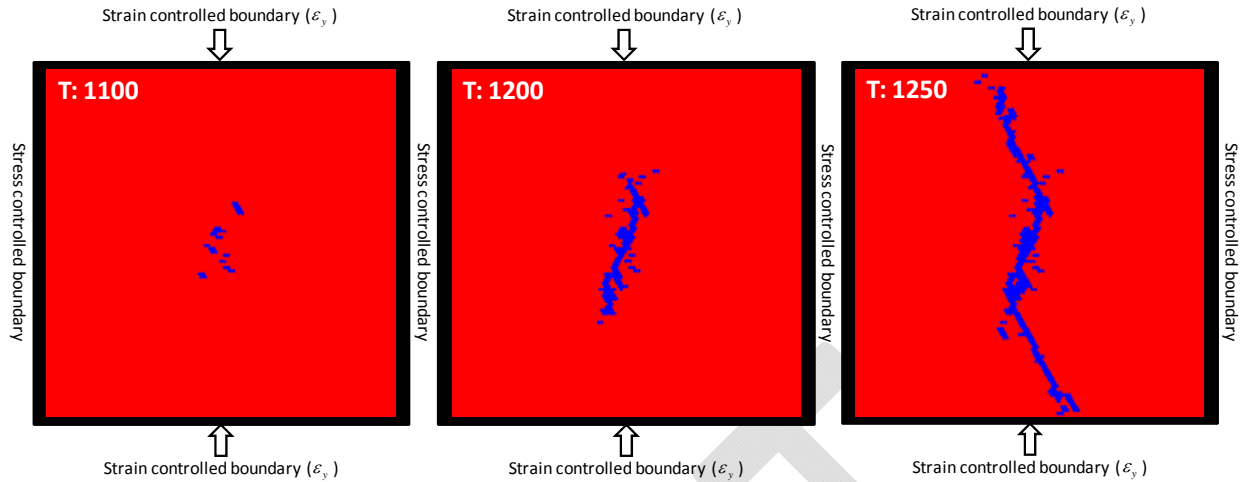 Strain controlled boundary (εy)
Strain controlled boundary (εy)
Strain controlled boundary (εy)
T: 1100
T: 1200
T: 1250
Stress controlled boundary
Stress controlled boundary
Stress controlled boundary
Stress controlled boundary
Strain controlled boundary (εy)
Strain controlled boundary (εy)
Strain controlled boundary (εy)